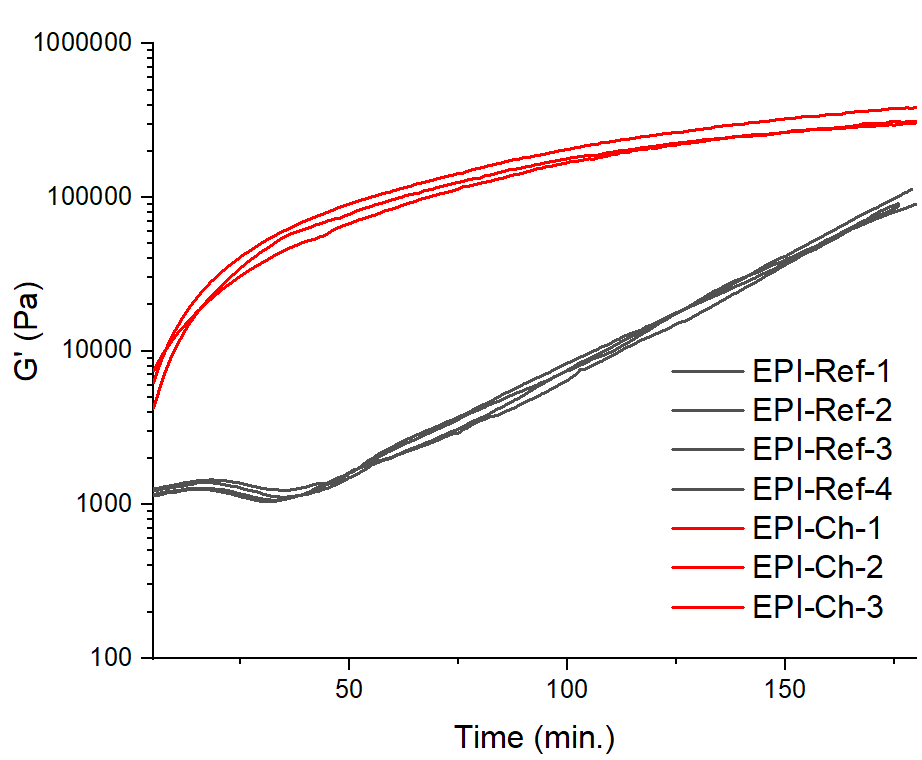 1000000
100000
10000
1000
100
G' (Pa)
EPI-Ref-1
EPI-Ref-2
EPI-Ref-3
EPI-Ref-4
EPI-Ch-1
EPI-Ch-2
EPI-Ch-3
50
100
150
Time (min.)